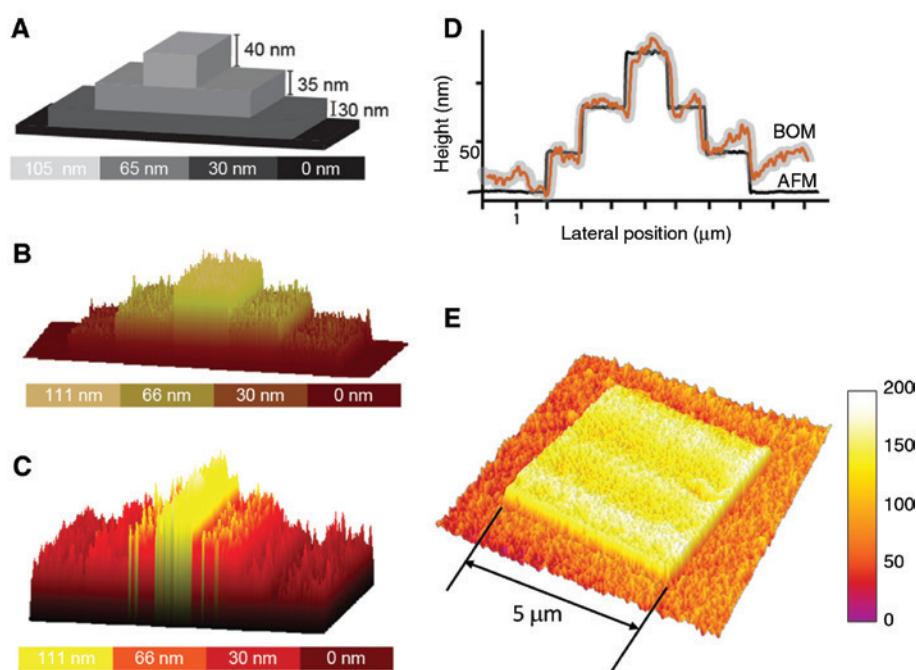 A
40 nm
35 nm
30 nm
105 nm 65 nm 30 nm 0 nm
B
111 nm 66 nm 30 nm 0 nm
C
111 nm 66 nm 30 nm 0 nm
D
Height (nm)
50
BOM
AFM
1
Lateral position (μm)
E
5 μm
200
150
100
50
0